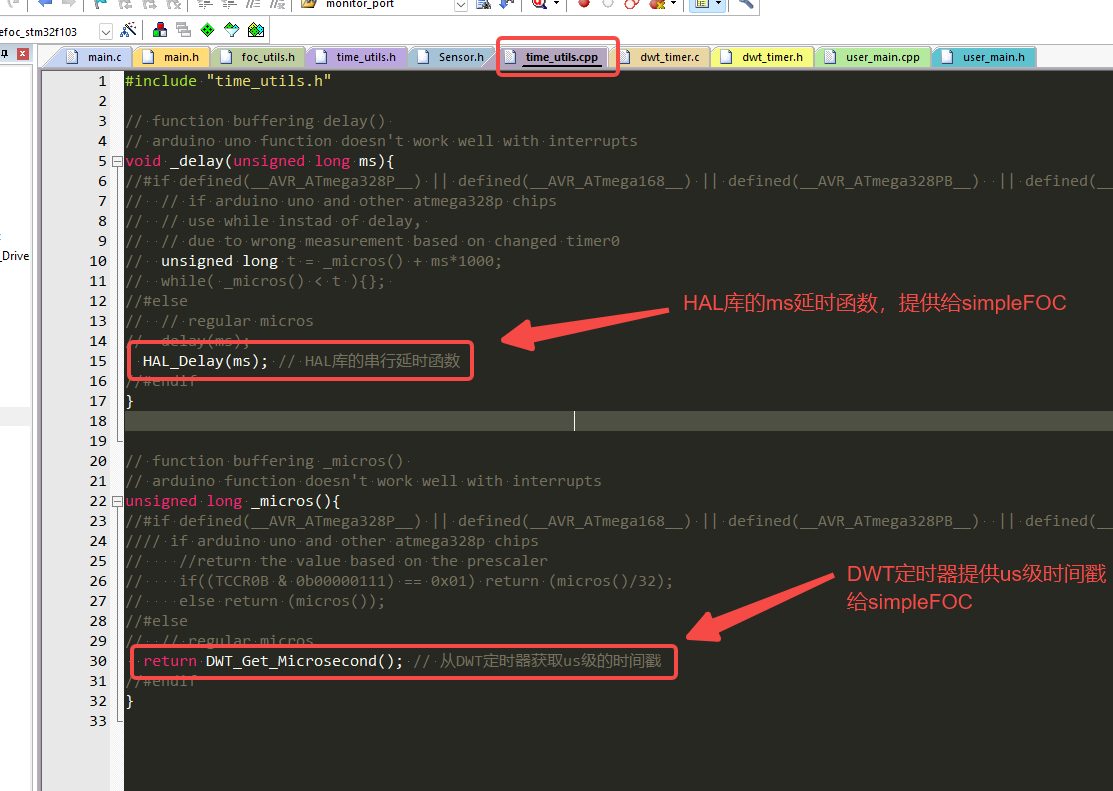 monitor_port
efoc_stm32f103
main.c
main.h
foc_utils.h
time_utils.h
Sensor.h
time_utils.cpp
dwt_timer.c
dwt_timer.h
user_main.cpp
user_main.h
_Drive
1 #include "time_utils.h"
2
3 // function buffering delay()
4 // arduino uno function doesn't work well with interrupts
5 void _delay(unsigned long ms){
6 //#if defined(__AVR_ATmega328P__) || defined(__AVR_ATmega168__) || defined(__AVR_ATmega328PB__)  || defined(__
7 //  // if arduino uno and other atmega328p chips
8 //  // use while instad of delay,
9 //  // due to wrong measurement based on changed timer0
10 //  unsigned long t = _micros() + ms*1000;
11 //  while( _micros() < t ){};
12 //#else
13 //  // regular micros
14 //  delay(ms);
15 HAL_Delay(ms); // HAL库的串行延时函数
16 //#endif
17 }
18
19
20 // function buffering _micros()
21 // arduino function doesn't work well with interrupts
22 unsigned long _micros(){
23 //#if defined(__AVR_ATmega328P__) || defined(__AVR_ATmega168__) || defined(__AVR_ATmega328PB__)  || defined(__
24 //// if arduino uno and other atmega328p chips
25 //    //return the value based on the prescaler
26 //    if((TCCR0B & 0b00000111) == 0x01) return (micros()/32);
27 //    else return (micros());
28 //#else
29 //  // regular micros
30 return DWT_Get_Microsecond(); // 从DWT定时器获取us级的时间戳
31 //#endif
32 }
33
HAL库的ms延时函数，提供给simpleFOC
DWT定时器提供us级时间戳
给simpleFOC